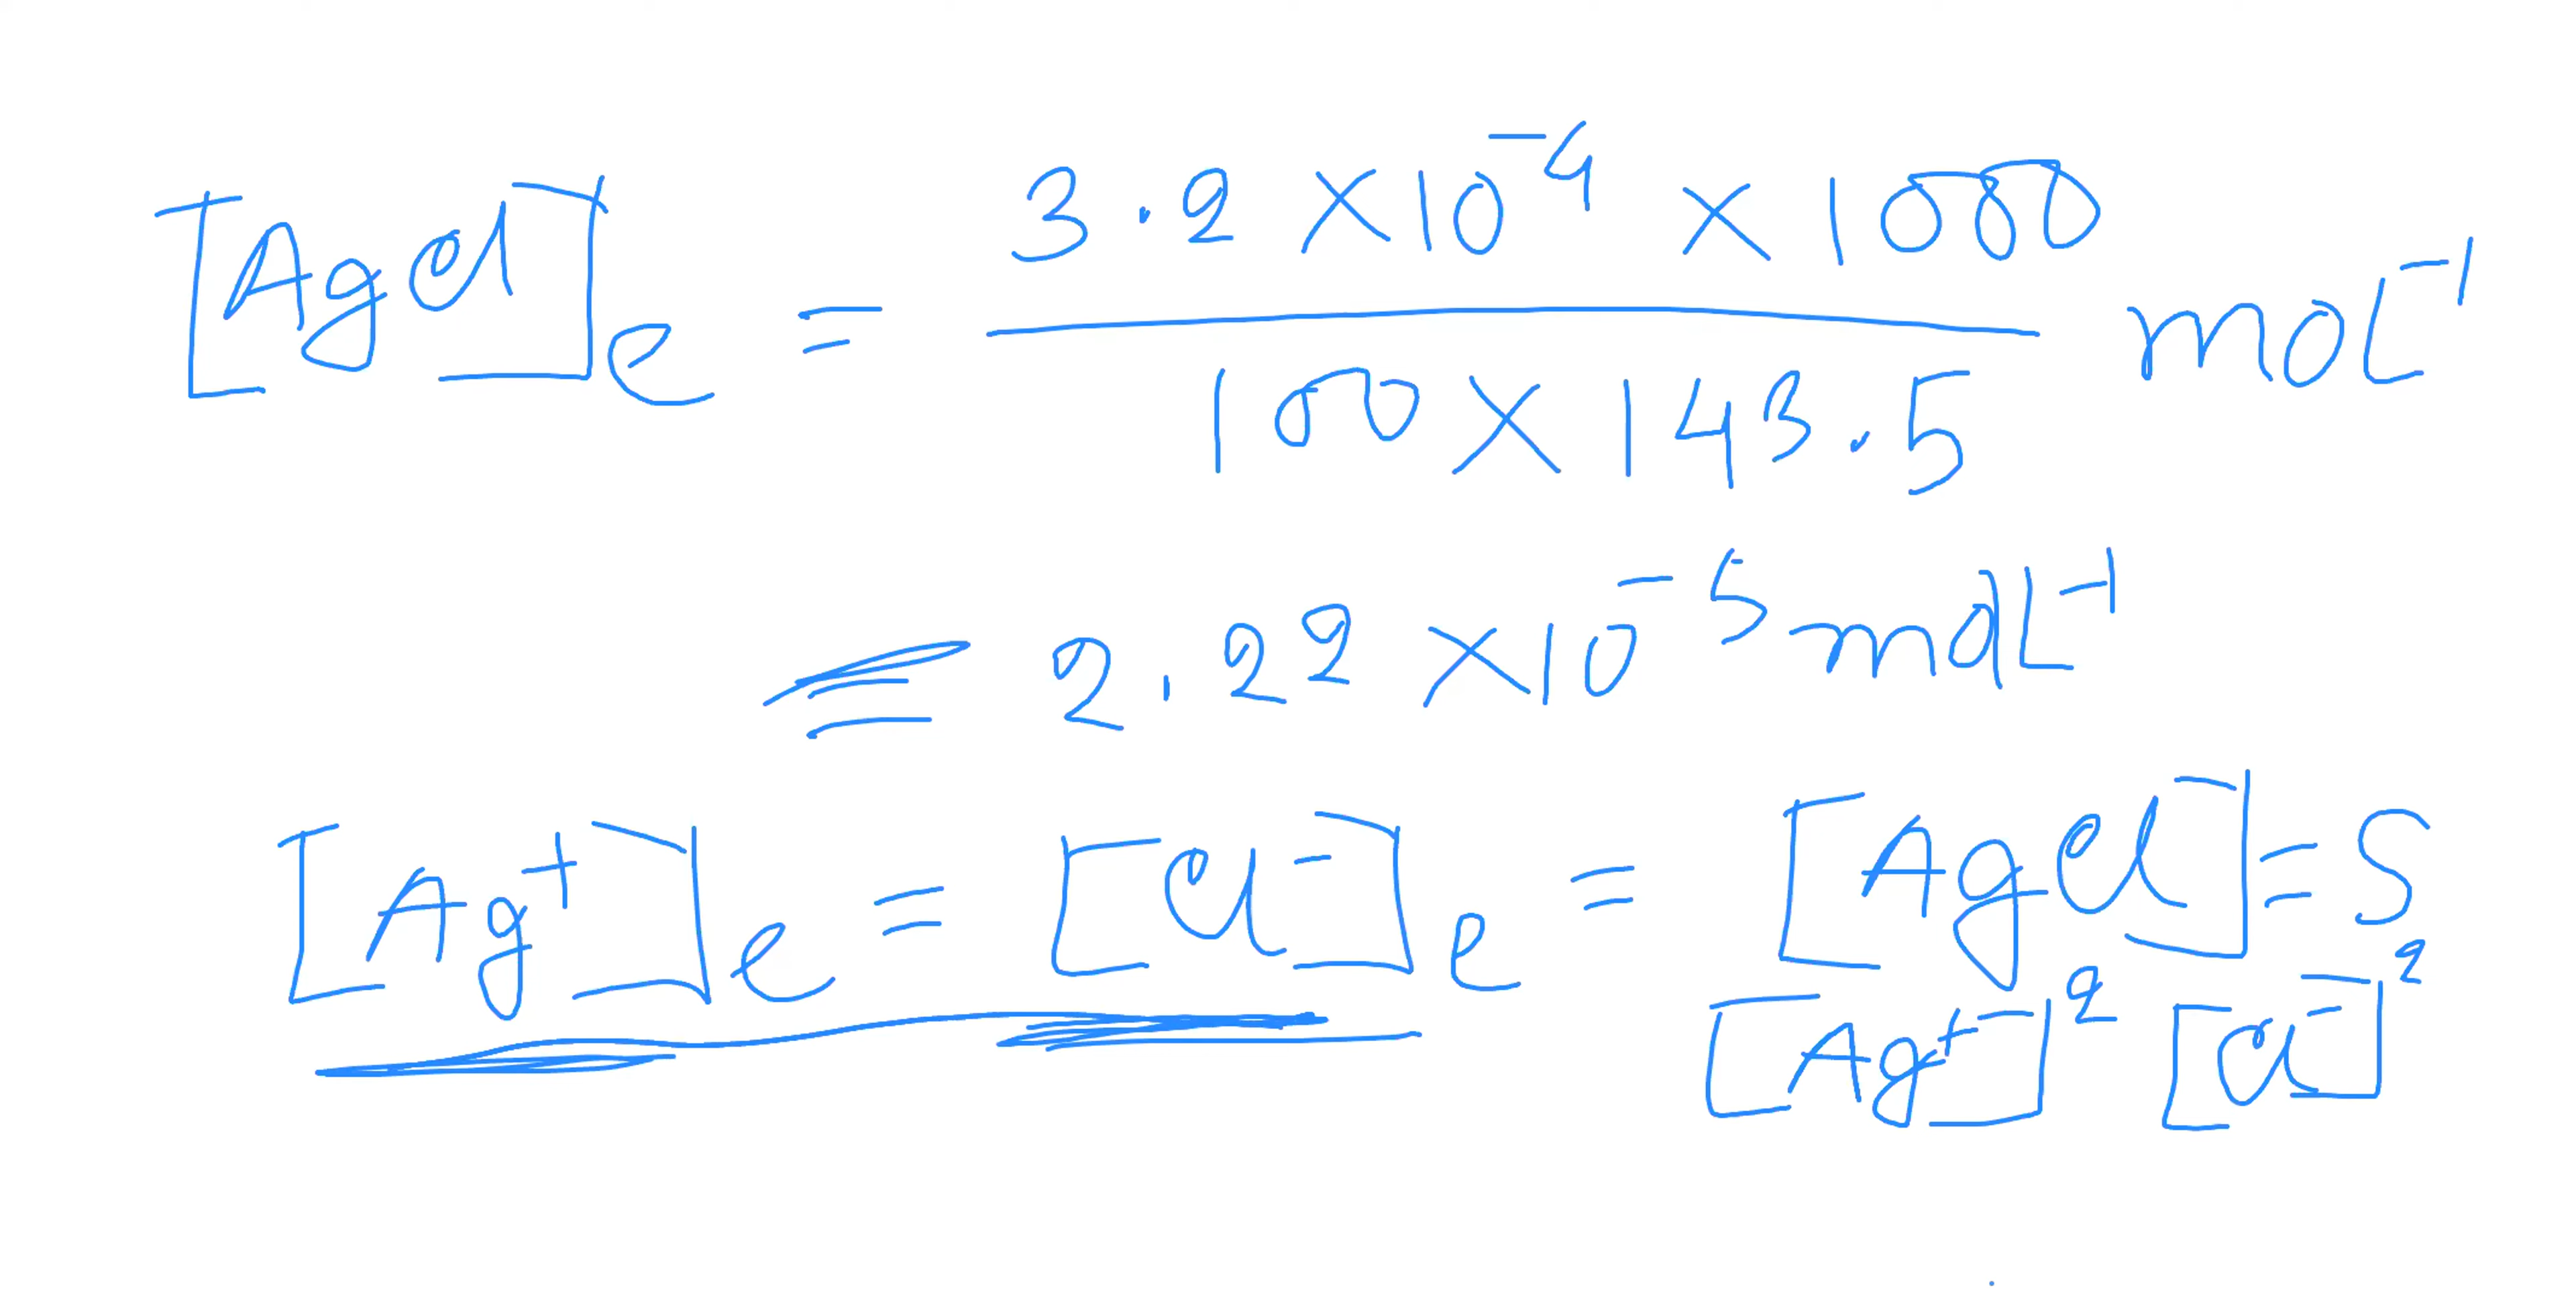 [AgCl]e = 3.2 × 10⁻⁴ × 1000 / 100 × 143.5 mol⁻¹
= 2.22 × 10⁻⁵ molL⁻¹
[Ag⁺]e = [Cl⁻]e = [AgCl] = S
[Ag⁺]² [Cl⁻]²